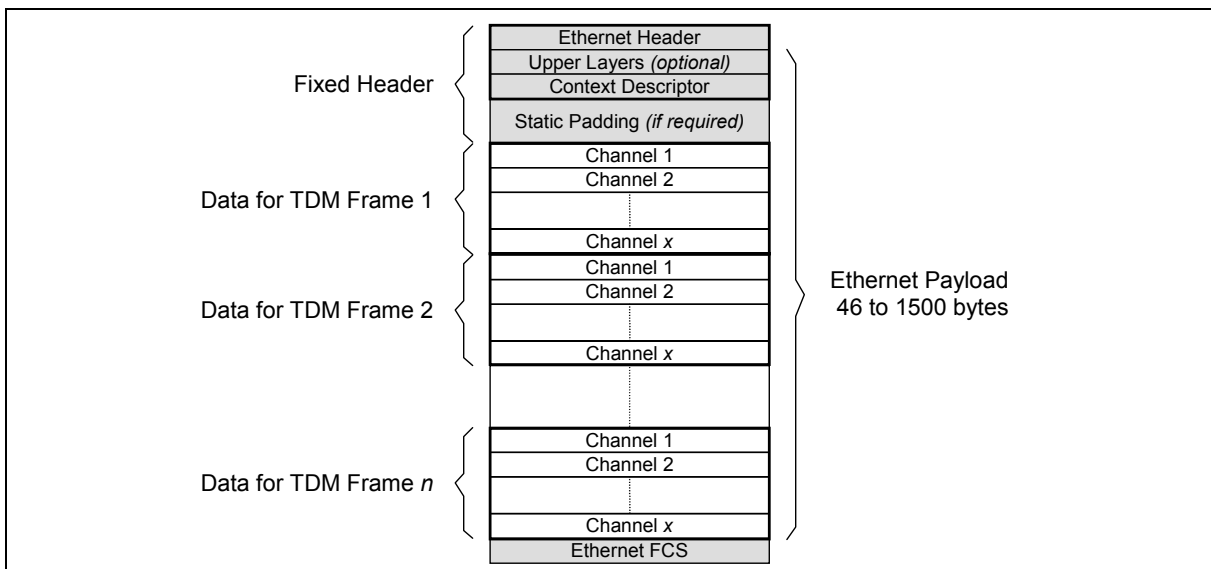 Ethernet Header
Upper Layers (optional)
Fixed Header
Context Descriptor
Static Padding (if required)
Channel 1
Channel 2
Data for TDM Frame 1
Channel x
Channel 1
Channel 2
Data for TDM Frame 2
Channel x
Ethernet Payload
46 to 1500 bytes
Channel 1
Channel 2
Data for TDM Frame n
Channel x
Ethernet FCS